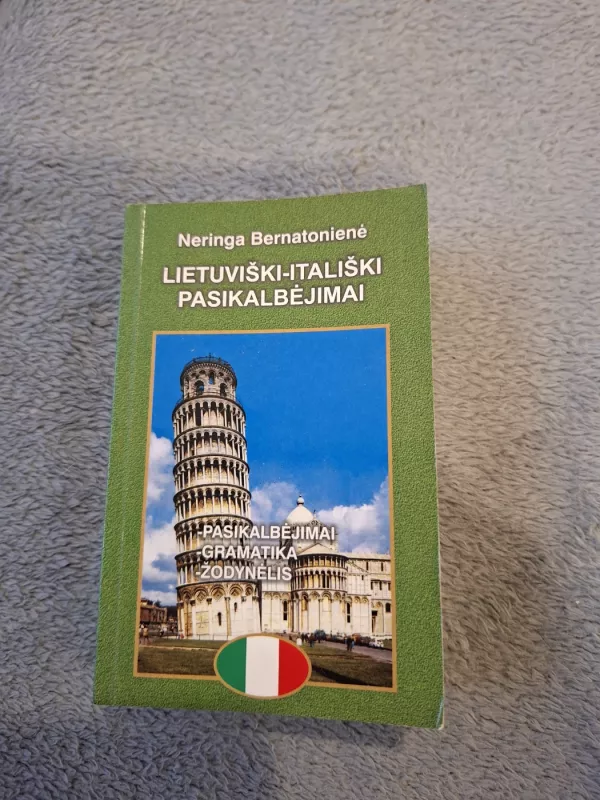 Neringa Bernatonienė
LIETUVIŠKI-ITALIŠKI
PASIKALBĖJIMAI
-PASIKALBĖJIMAI
-GRAMATIKA
-ŽODYNĖLIS